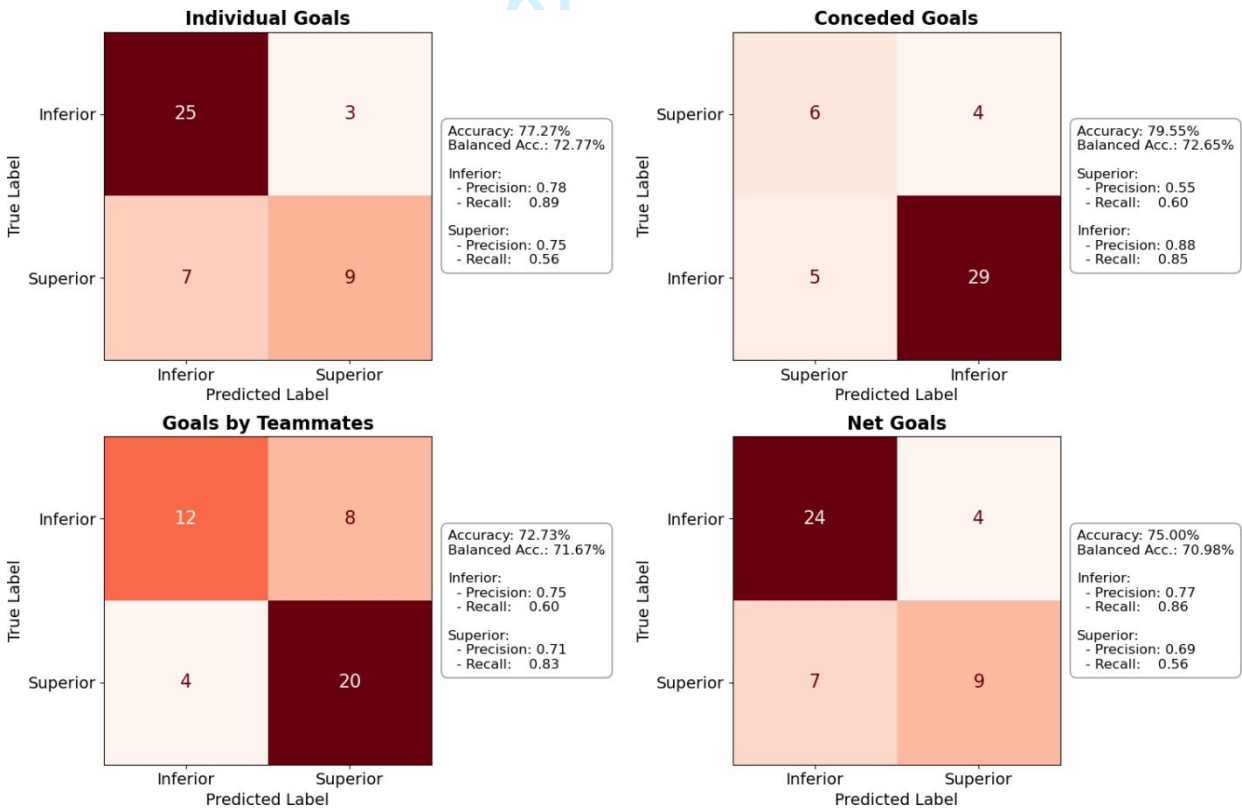 Individual Goals
Inferior
25
3
Accuracy: 77.27%
Balanced Acc.: 72.77%
Inferior:
- Precision: 0.78
- Recall: 0.89
Superior:
- Precision: 0.75
- Recall: 0.56
True Label
Superior
7
9
Inferior
Superior
Predicted Label
Conceded Goals
Superior
6
4
Accuracy: 79.55%
Balanced Acc.: 72.65%
Superior:
- Precision: 0.55
- Recall: 0.60
Inferior:
- Precision: 0.88
- Recall: 0.85
True Label
Inferior
5
29
Superior
Inferior
Predicted Label
Goals by Teammates
Inferior
12
8
Accuracy: 72.73%
Balanced Acc.: 71.67%
Inferior:
- Precision: 0.75
- Recall: 0.60
Superior:
- Precision: 0.71
- Recall: 0.83
True Label
Superior
4
20
Inferior
Superior
Predicted Label
Net Goals
Inferior
24
4
Accuracy: 75.00%
Balanced Acc.: 70.98%
Inferior:
- Precision: 0.77
- Recall: 0.86
Superior:
- Precision: 0.69
- Recall: 0.56
True Label
Superior
7
9
Inferior
Superior
Predicted Label